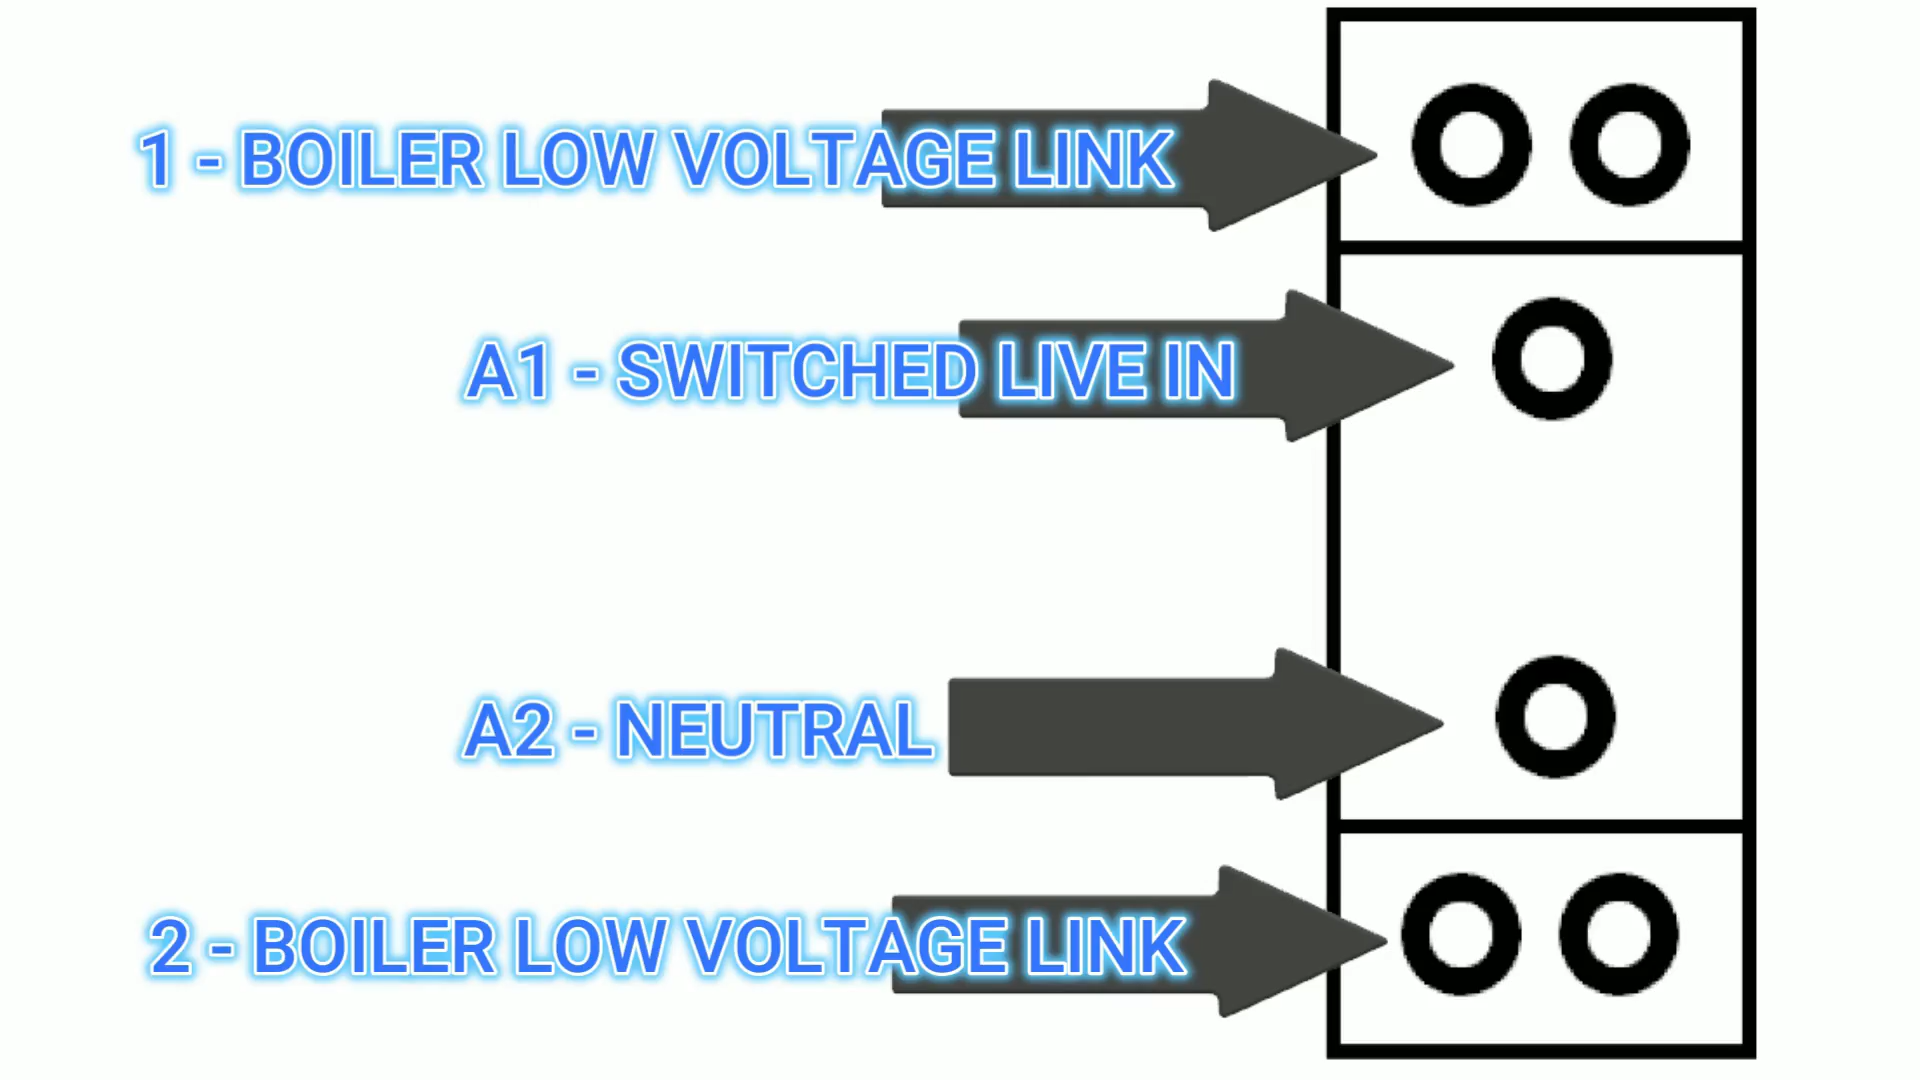 1 - BOILER LOW VOLTAGE LINK
A1 - SWITCHED LIVE IN
A2 - NEUTRAL
2 - BOILER LOW VOLTAGE LINK